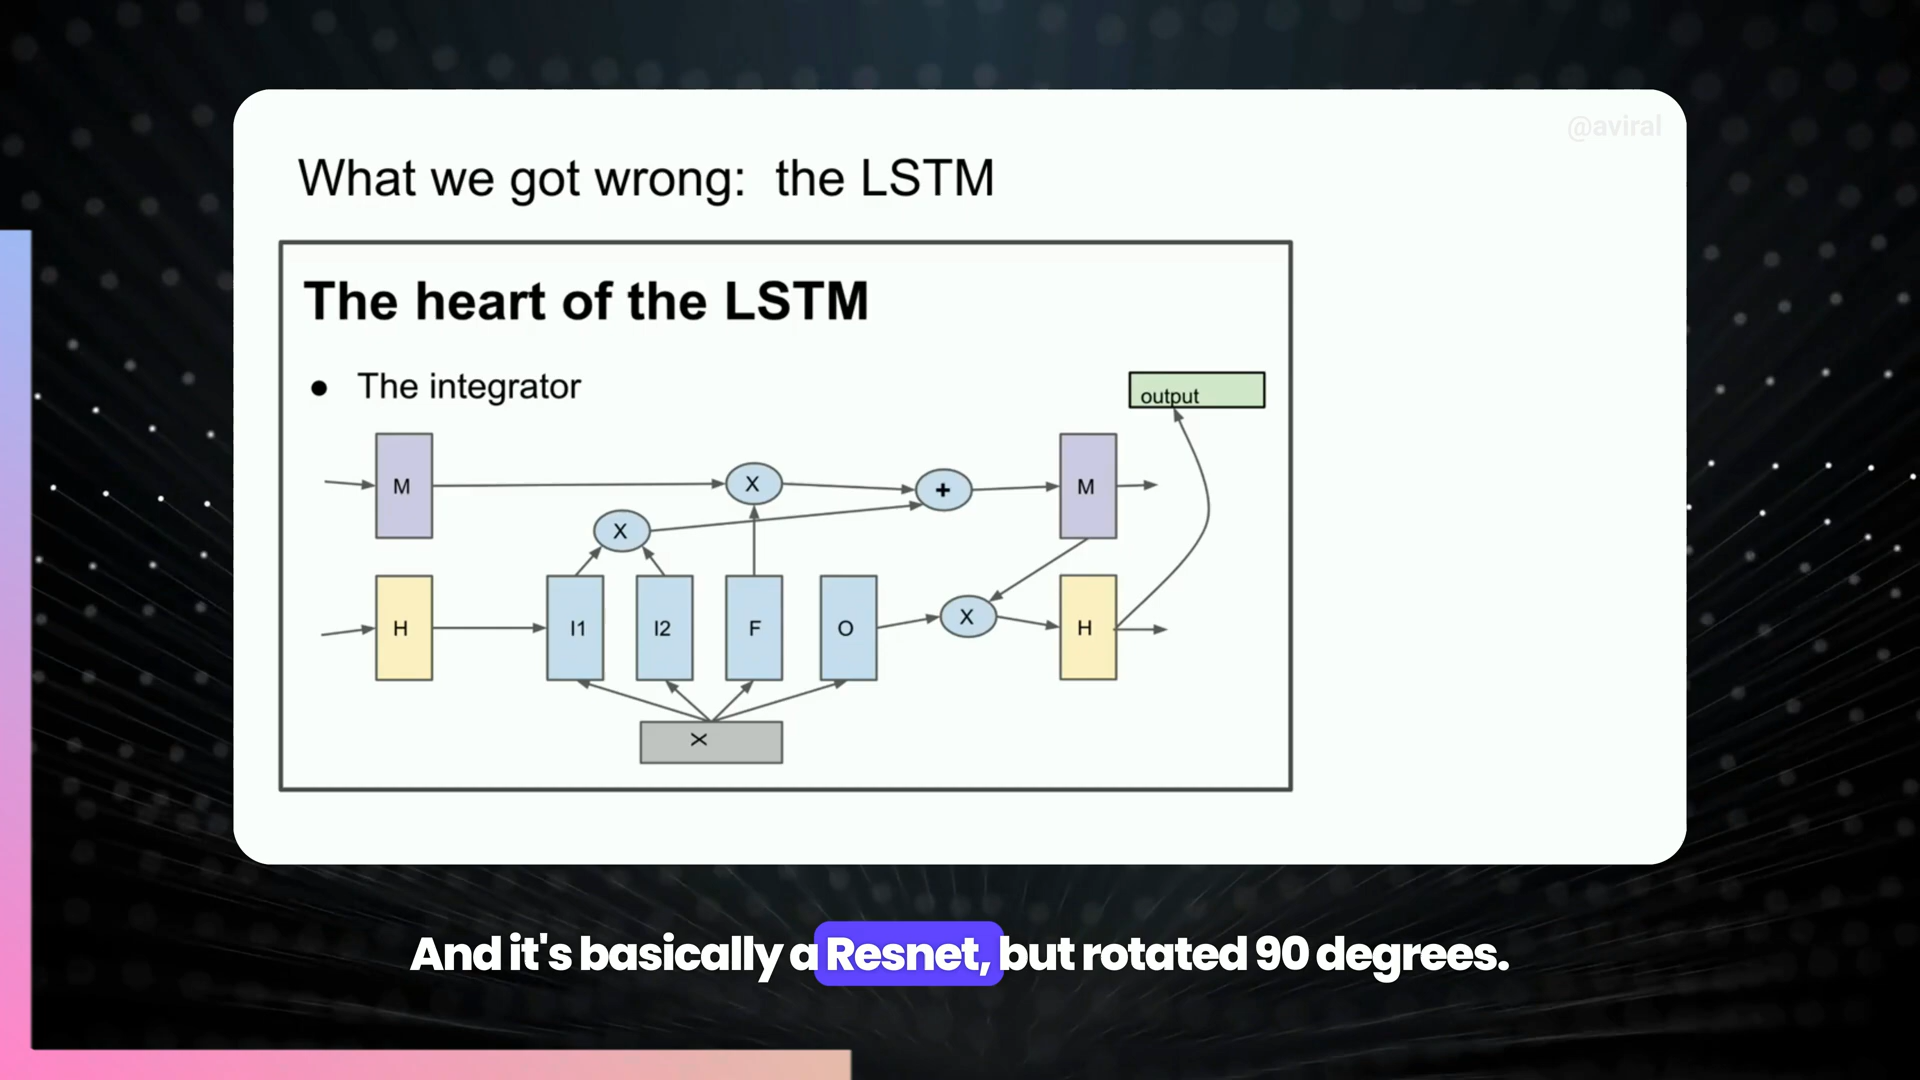 @aviral
What we got wrong: the LSTM
The heart of the LSTM
● The integrator
output
M X + M
X
H I1 I2 F O X H
X
And it's basically a Resnet, but rotated 90 degrees.